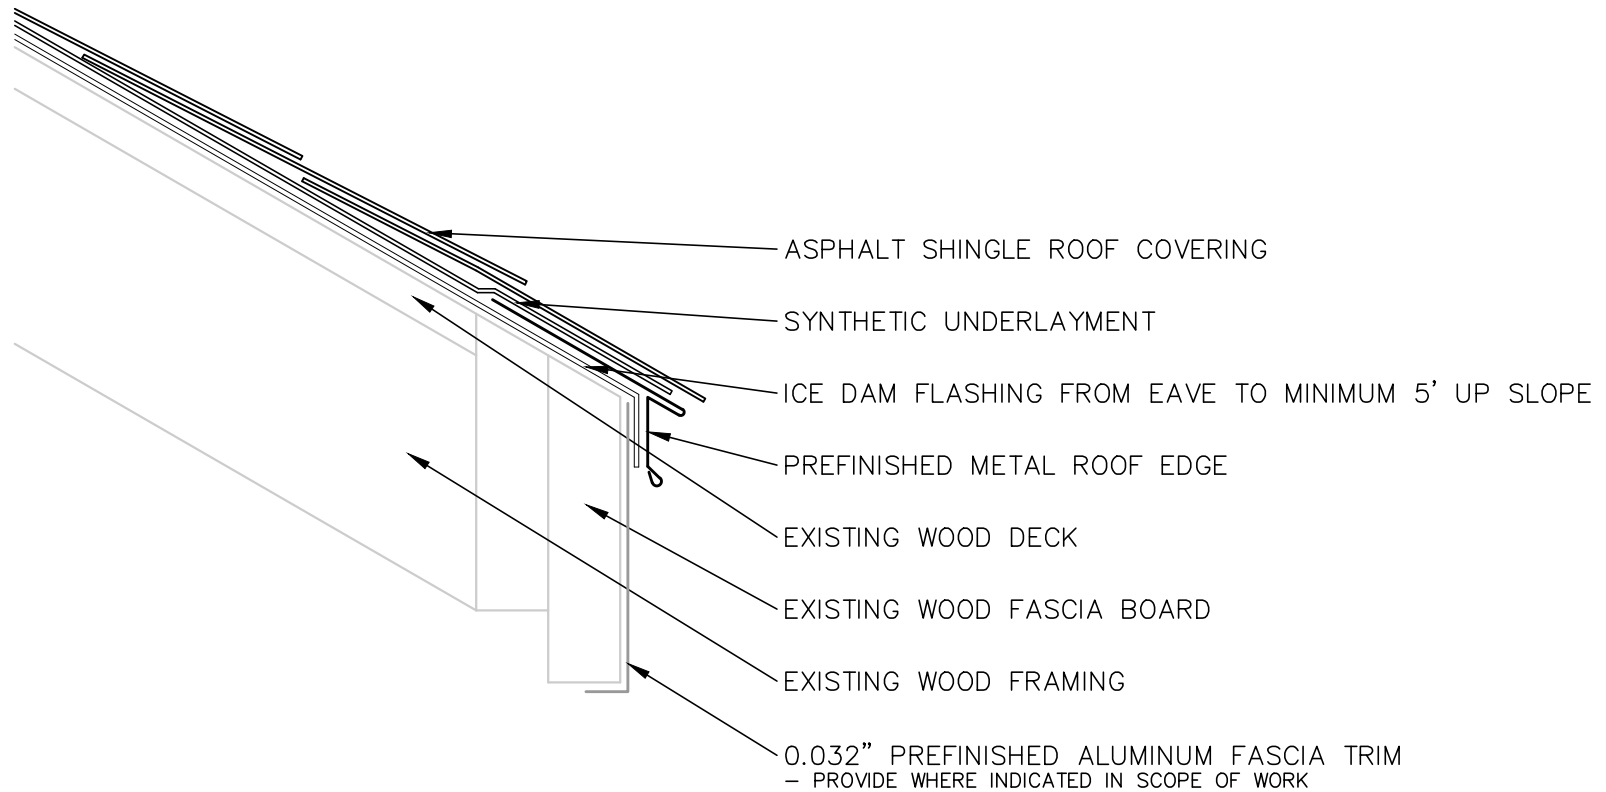 ASPHALT SHINGLE ROOF COVERING
SYNTHETIC UNDERLAYMENT
ICE DAM FLASHING FROM EAVE TO MINIMUM 5' UP SLOPE
PREFINISHED METAL ROOF EDGE
EXISTING WOOD DECK
EXISTING WOOD FASCIA BOARD
EXISTING WOOD FRAMING
0.032" PREFINISHED ALUMINUM FASCIA TRIM
– PROVIDE WHERE INDICATED IN SCOPE OF WORK